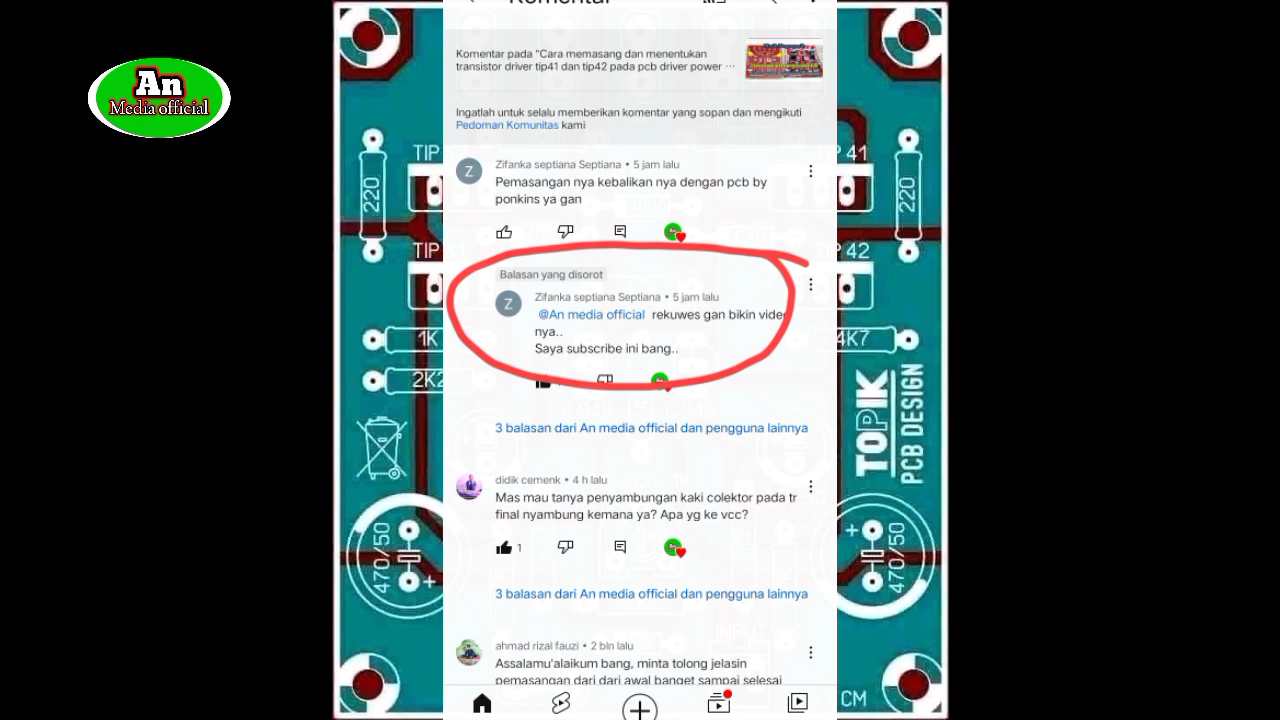 Komentar
An
Media official
Komentar pada "Cara memasang dan menentukan
transistor driver tip41 dan tip42 pada pcb driver power ...
Ingatlah untuk selalu memberikan komentar yang sopan dan mengikuti
Pedoman Komunitas kami
Z
Zifanka septiana Septiana • 5 jam lalu
Pemasangan nya kebalikan nya dengan pcb by
ponkins ya gan
Balasan yang disorot
Z
Zifanka septiana Septiana • 5 jam lalu
@An media official rekuwes gan bikin video
nya..
Saya subscribe ini bang..
3 balasan dari An media official dan pengguna lainnya
didik cemenk • 4 h lalu
Mas mau tanya penyambungan kaki colektor pada tr
final nyambung kemana ya? Apa yg ke vcc?
1
3 balasan dari An media official dan pengguna lainnya
ahmad rizal fauzi • 2 bln lalu
Assalamu'alaikum bang, minta tolong jelasin
pemasangan dari dari awal banget sampai selesai
TIP
220
TIP
1K
2K2
470/50
+
41
220
42
4K7
TOPIK
PCB DESIGN
+
470/50
INPUT
CM